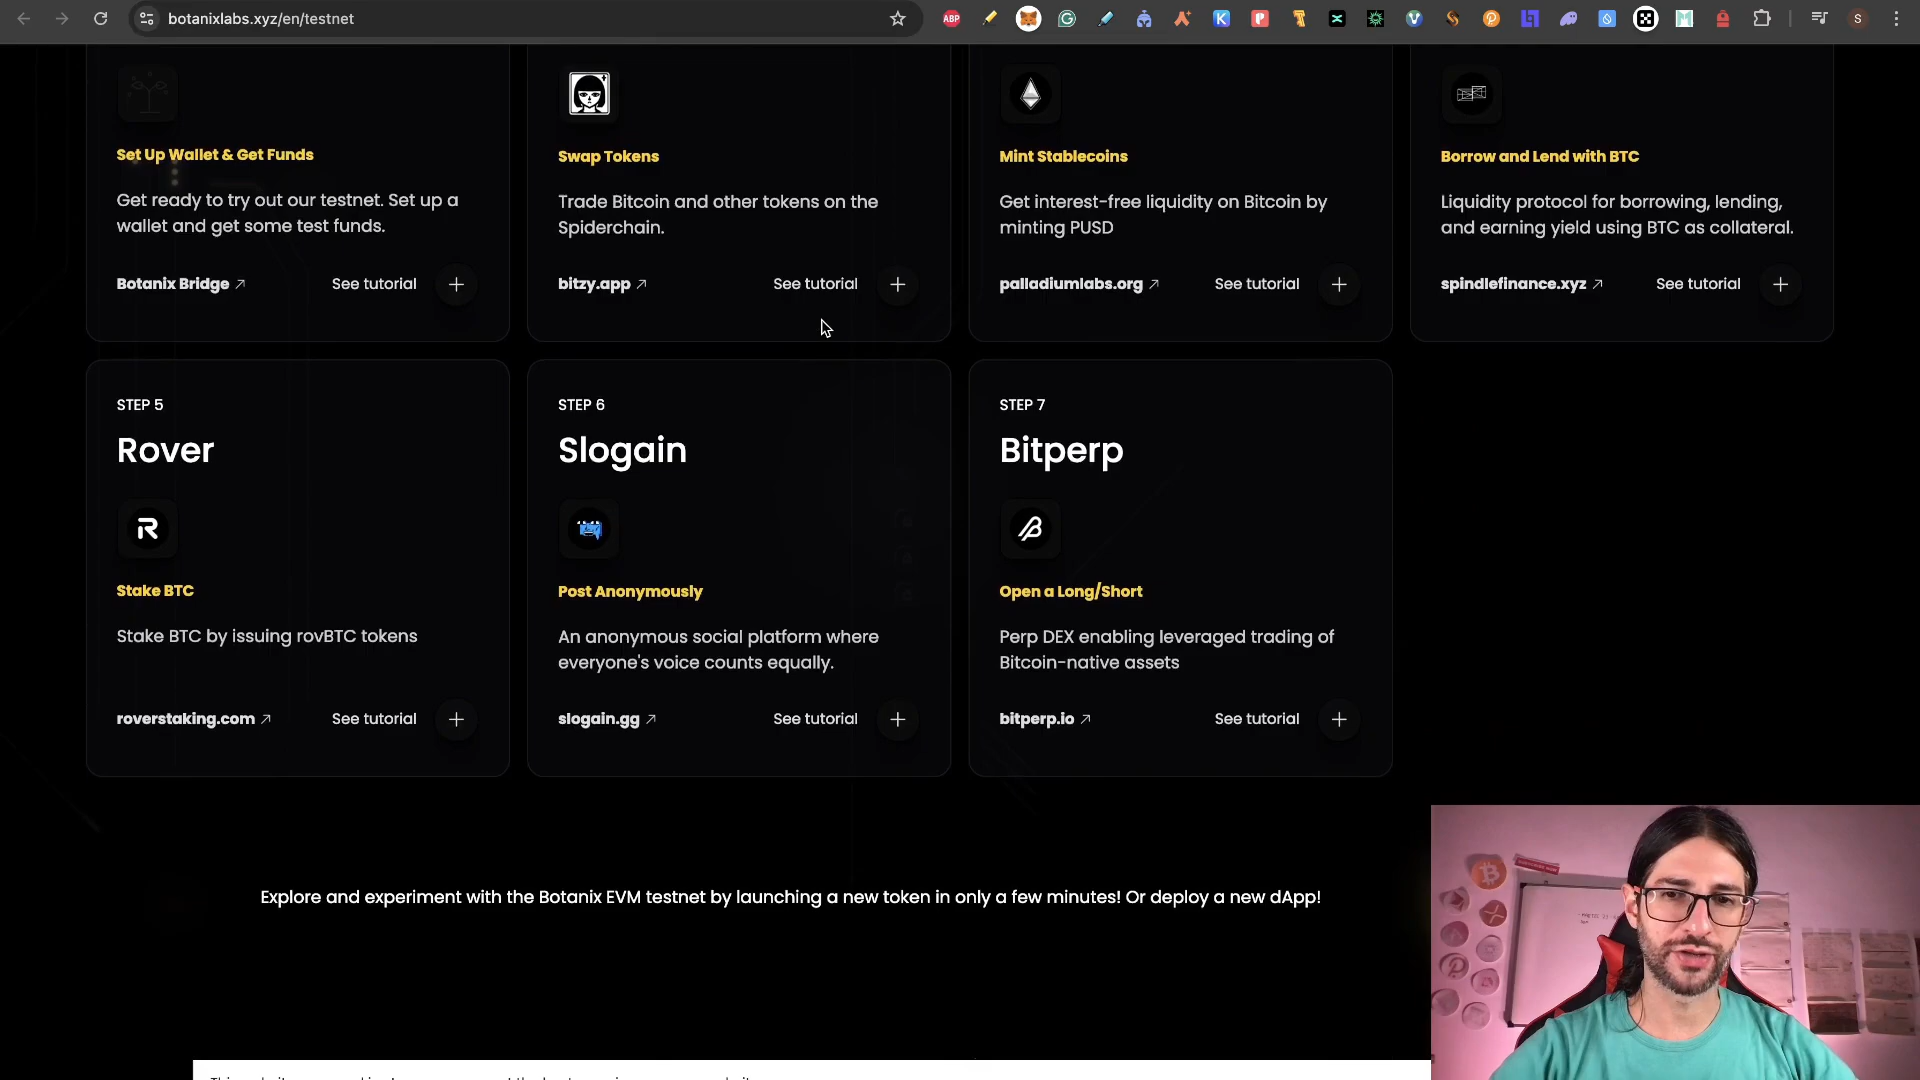 botanixlabs.xyz/en/testnet
Set Up Wallet & Get Funds
Get ready to try out our testnet. Set up a
wallet and get some test funds.
Botanix Bridge ↗ See tutorial +
Swap Tokens
Trade Bitcoin and other tokens on the
Spiderchain.
bitzy.app ↗ See tutorial +
Mint Stablecoins
Get interest-free liquidity on Bitcoin by
minting PUSD
palladiumlabs.org ↗ See tutorial +
Borrow and Lend with BTC
Liquidity protocol for borrowing, lending,
and earning yield using BTC as collateral.
spindlefinance.xyz ↗ See tutorial +
STEP 5
Rover
Stake BTC
Stake BTC by issuing rovBTC tokens
roverstaking.com ↗ See tutorial +
STEP 6
Slogain
Post Anonymously
An anonymous social platform where
everyone's voice counts equally.
slogain.gg ↗ See tutorial +
STEP 7
Bitperp
Open a Long/Short
Perp DEX enabling leveraged trading of
Bitcoin-native assets
bitperp.io ↗ See tutorial +
Explore and experiment with the Botanix EVM testnet by launching a new token in only a few minutes! Or deploy a new dApp!